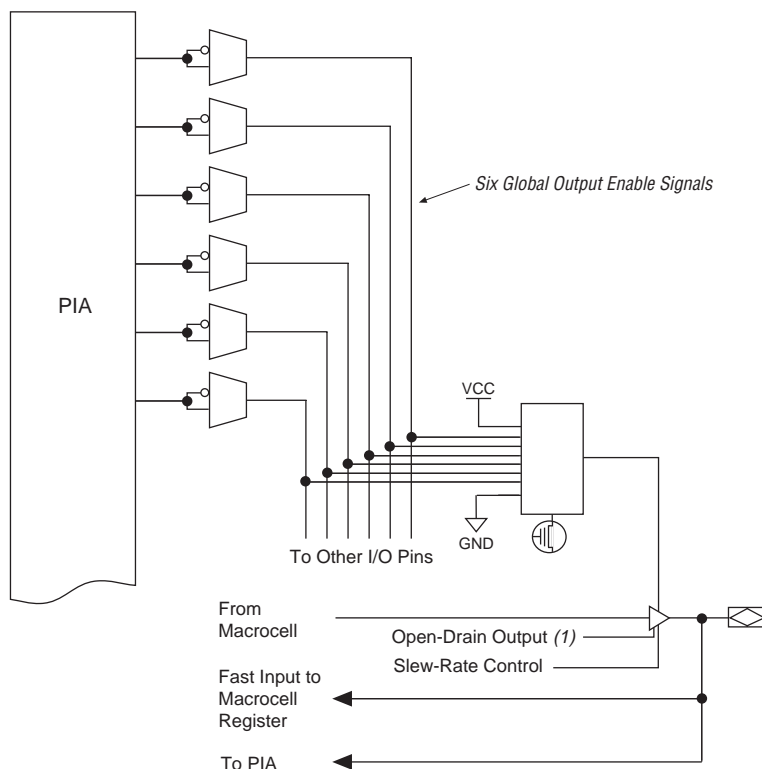 Six Global Output Enable Signals
PIA
VCC
GND
To Other I/O Pins
From
Macrocell
Open-Drain Output (1)
Slew-Rate Control
Fast Input to
Macrocell
Register
To PIA